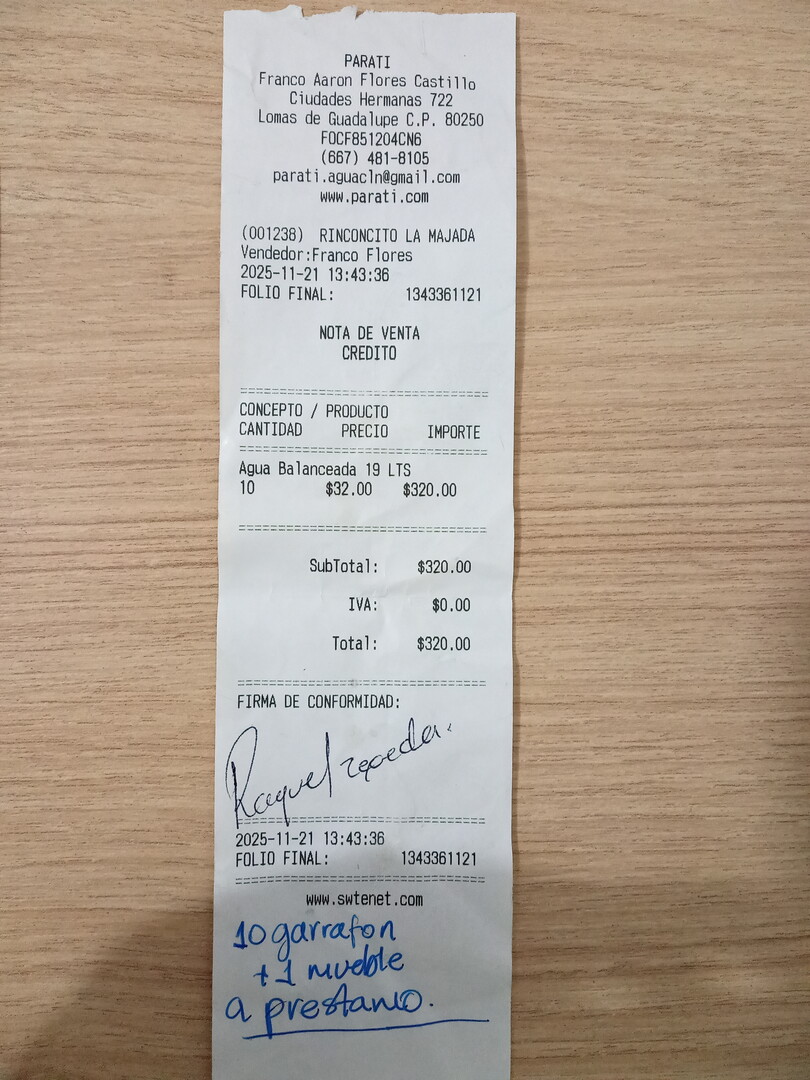 PARATI
Franco Aaron Flores Castillo
Ciudades Hermanas 722
Lomas de Guadalupe C.P. 80250
FOCF851204CN6
(667) 481-8105
parati.aguacln@gmail.com
www.parati.com
(001238) RINCONCITO LA MAJADA
Vendedor:Franco Flores
2025-11-21 13:43:36
FOLIO FINAL: 1343361121
NOTA DE VENTA
CREDITO
CONCEPTO / PRODUCTO
CANTIDAD PRECIO IMPORTE
Agua Balanceada 19 LTS
10 $32.00 $320.00
SubTotal: $320.00
IVA: $0.00
Total: $320.00
FIRMA DE CONFORMIDAD:
Raquel
2025-11-21 13:43:36
FOLIO FINAL: 1343361121
www.swtenet.com
10 garrafon
+ 1 mueble
a prestamo.